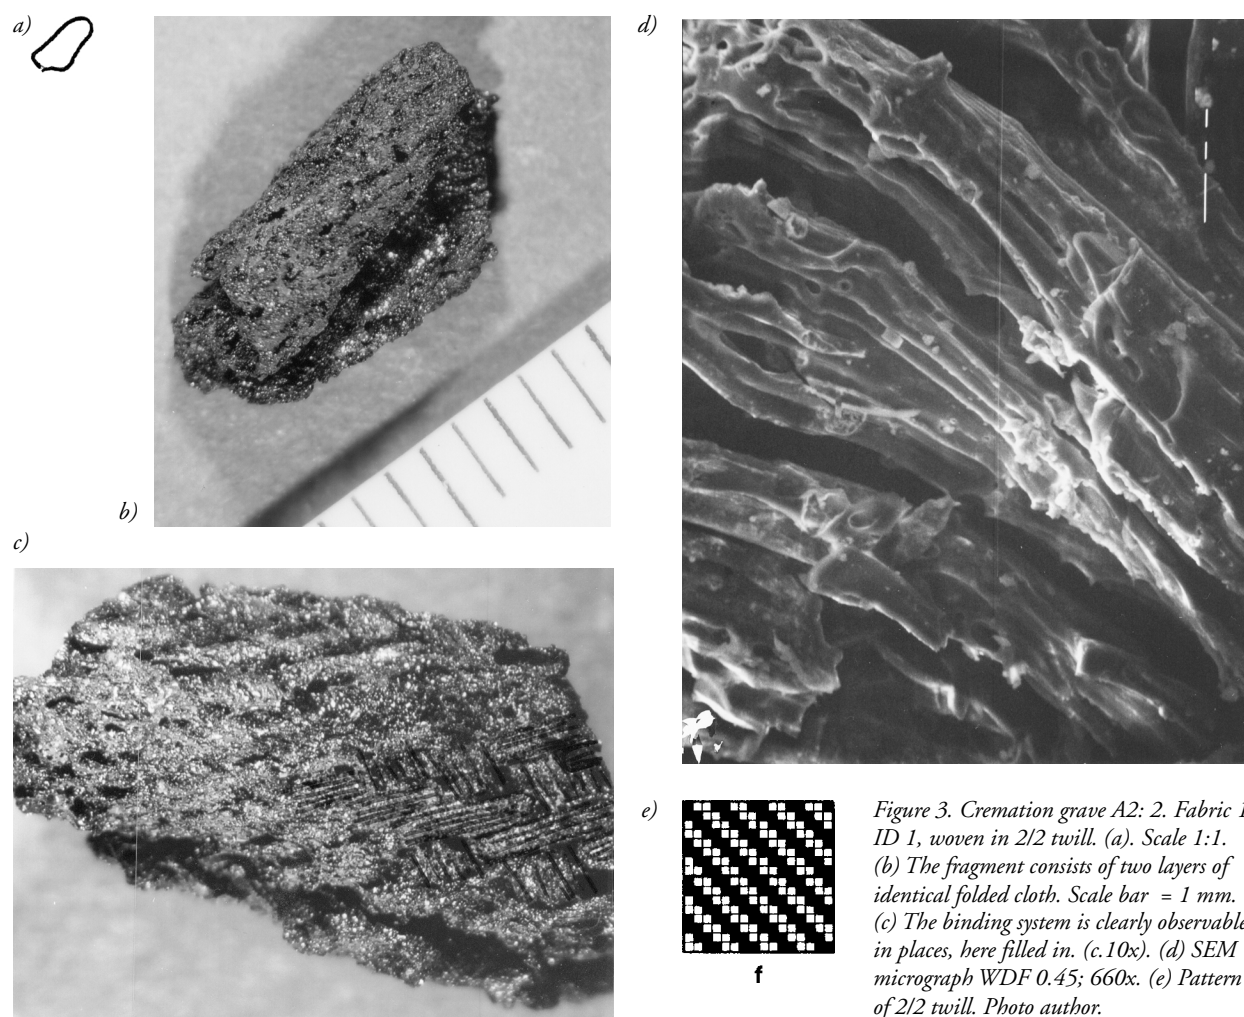 a)
d)
b)
c)
e)
f
Figure 3. Cremation grave A2: 2. Fabric 1
ID 1, woven in 2/2 twill. (a). Scale 1:1.
(b) The fragment consists of two layers of
identical folded cloth. Scale bar = 1 mm.
(c) The binding system is clearly observable
in places, here filled in. (c.10x). (d) SEM
micrograph WDF 0.45; 660x. (e) Pattern
of 2/2 twill. Photo author.